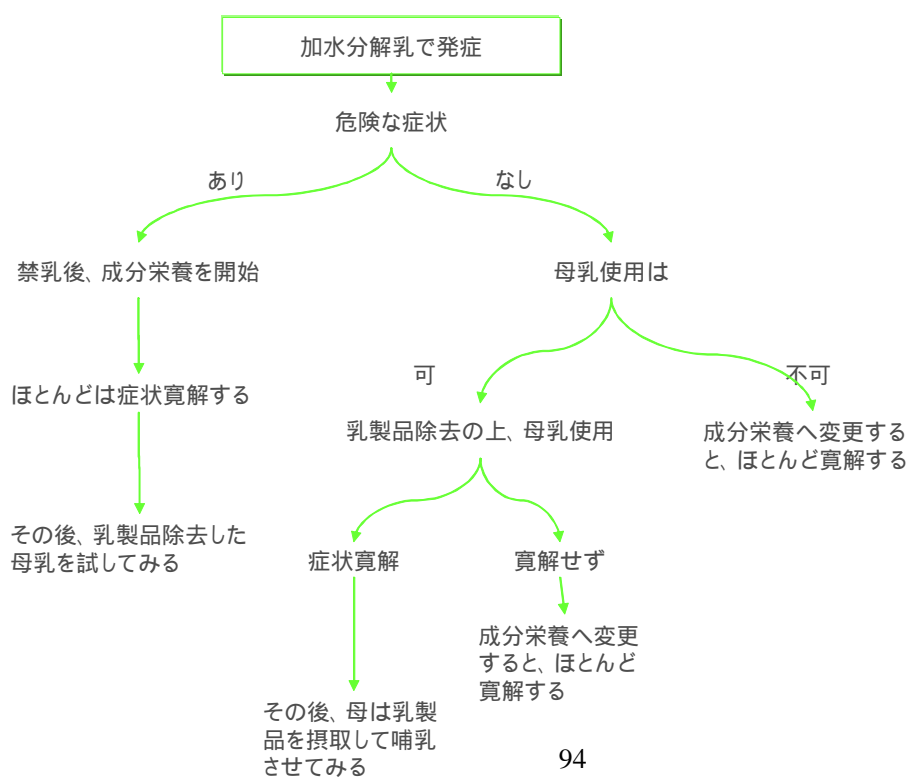 加水分解乳で発症
危険な症状
あり
なし
禁乳後、成分栄養を開始
母乳使用は
ほとんどは症状寛解する
可
不可
乳製品除去の上、母乳使用
成分栄養へ変更する
と、ほとんど寛解する
その後、乳製品除去した
母乳を試してみる
症状寛解
寛解せず
成分栄養へ変更
すると、ほとんど
寛解する
その後、母は乳製
品を摂取して哺乳
させてみる
94